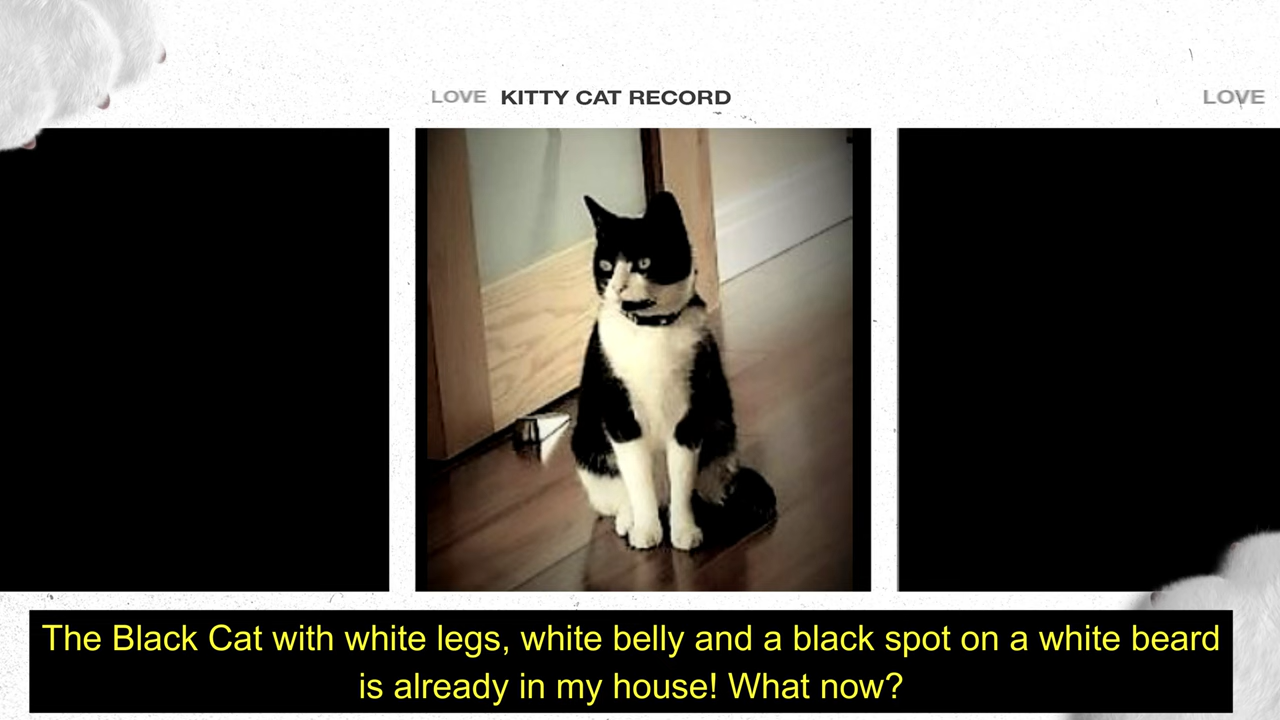 LOVE KITTY CAT RECORD LOVE
The Black Cat with white legs, white belly and a black spot on a white beard
is already in my house! What now?